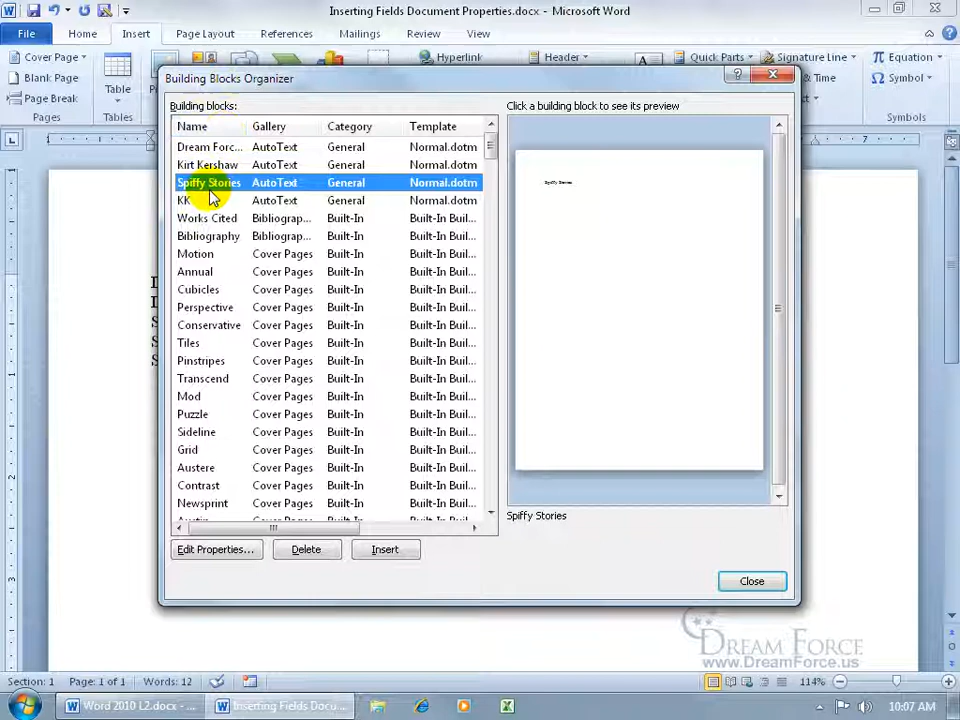 Inserting Fields Document Properties.docx - Microsoft Word
File Home Insert Page Layout References Mailings Review View
Cover Page Hyperlink Header Quick Parts Signature Line Equation
Blank Page & Time Symbol
Page Break Table
Pages Tables Symbols
Building Blocks Organizer
Building blocks: Click a building block to see its preview
Name Gallery Category Template
Dream Forc... AutoText General Normal.dotm
Kirt Kershaw AutoText General Normal.dotm
Spiffy Stories AutoText General Normal.dotm
KK AutoText General Normal.dotm
Works Cited Bibliograp... Built-In Built-In Buil...
Bibliography Bibliograp... Built-In Built-In Buil...
Motion Cover Pages Built-In Built-In Buil...
Annual Cover Pages Built-In Built-In Buil...
Cubicles Cover Pages Built-In Built-In Buil...
Perspective Cover Pages Built-In Built-In Buil...
Conservative Cover Pages Built-In Built-In Buil...
Tiles Cover Pages Built-In Built-In Buil...
Pinstripes Cover Pages Built-In Built-In Buil...
Transcend Cover Pages Built-In Built-In Buil...
Mod Cover Pages Built-In Built-In Buil...
Puzzle Cover Pages Built-In Built-In Buil...
Sideline Cover Pages Built-In Built-In Buil...
Grid Cover Pages Built-In Built-In Buil...
Austere Cover Pages Built-In Built-In Buil...
Contrast Cover Pages Built-In Built-In Buil...
Newsprint Cover Pages Built-In Built-In Buil...
Spiffy Stories
Spiffy Stories
Edit Properties... Delete Insert
Close
DREAM FORCE
www.DreamForce.us
Section: 1 Page: 1 of 1 Words: 12 114%
Word 2010 L2.docx - ... Inserting Fields Docu... 10:07 AM